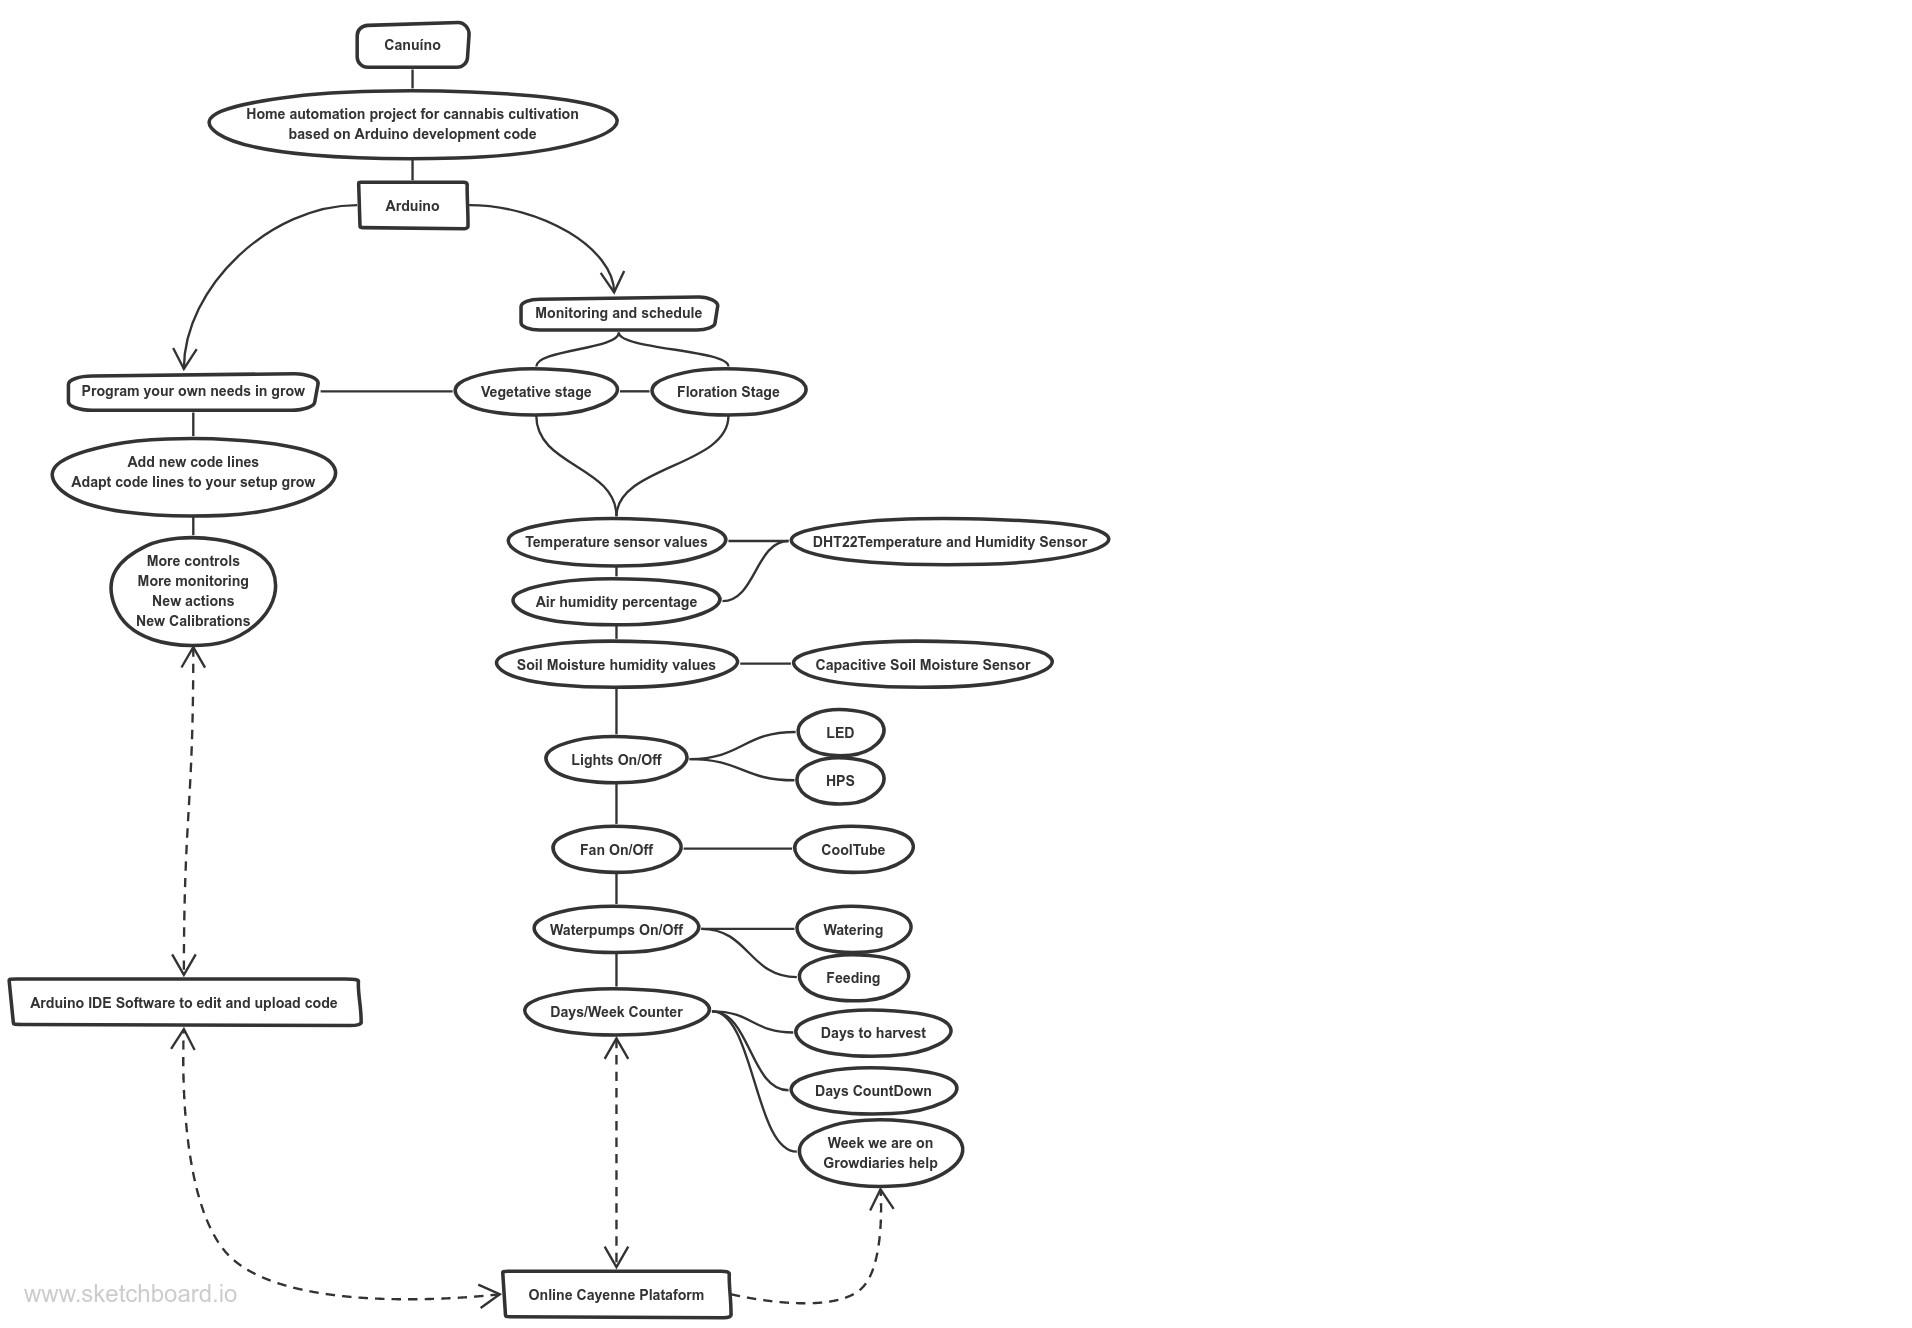 Canuíno
Home automation project for cannabis cultivation
based on Arduino development code
Arduino
Monitoring and schedule
Program your own needs in grow
Vegetative stage
Floration Stage
Add new code lines
Adapt code lines to your setup grow
Temperature sensor values
DHT22Temperature and Humidity Sensor
More controls
More monitoring
New actions
New Calibrations
Air humidity percentage
Soil Moisture humidity values
Capacitive Soil Moisture Sensor
LED
Lights On/Off
HPS
Fan On/Off
CoolTube
Waterpumps On/Off
Watering
Feeding
Arduino IDE Software to edit and upload code
Days/Week Counter
Days to harvest
Days CountDown
Week we are on
Growdiaries help
Online Cayenne Plataform
www.sketchboard.io